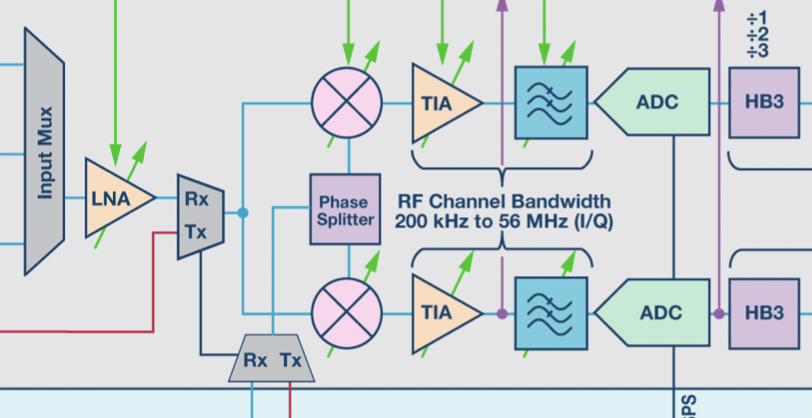 ÷1
÷2
÷3
Input Mux
LNA
Rx
Tx
TIA
ADC
HB3
Phase
Splitter
RF Channel Bandwidth
200 kHz to 56 MHz (I/Q)
TIA
ADC
HB3
Rx Tx